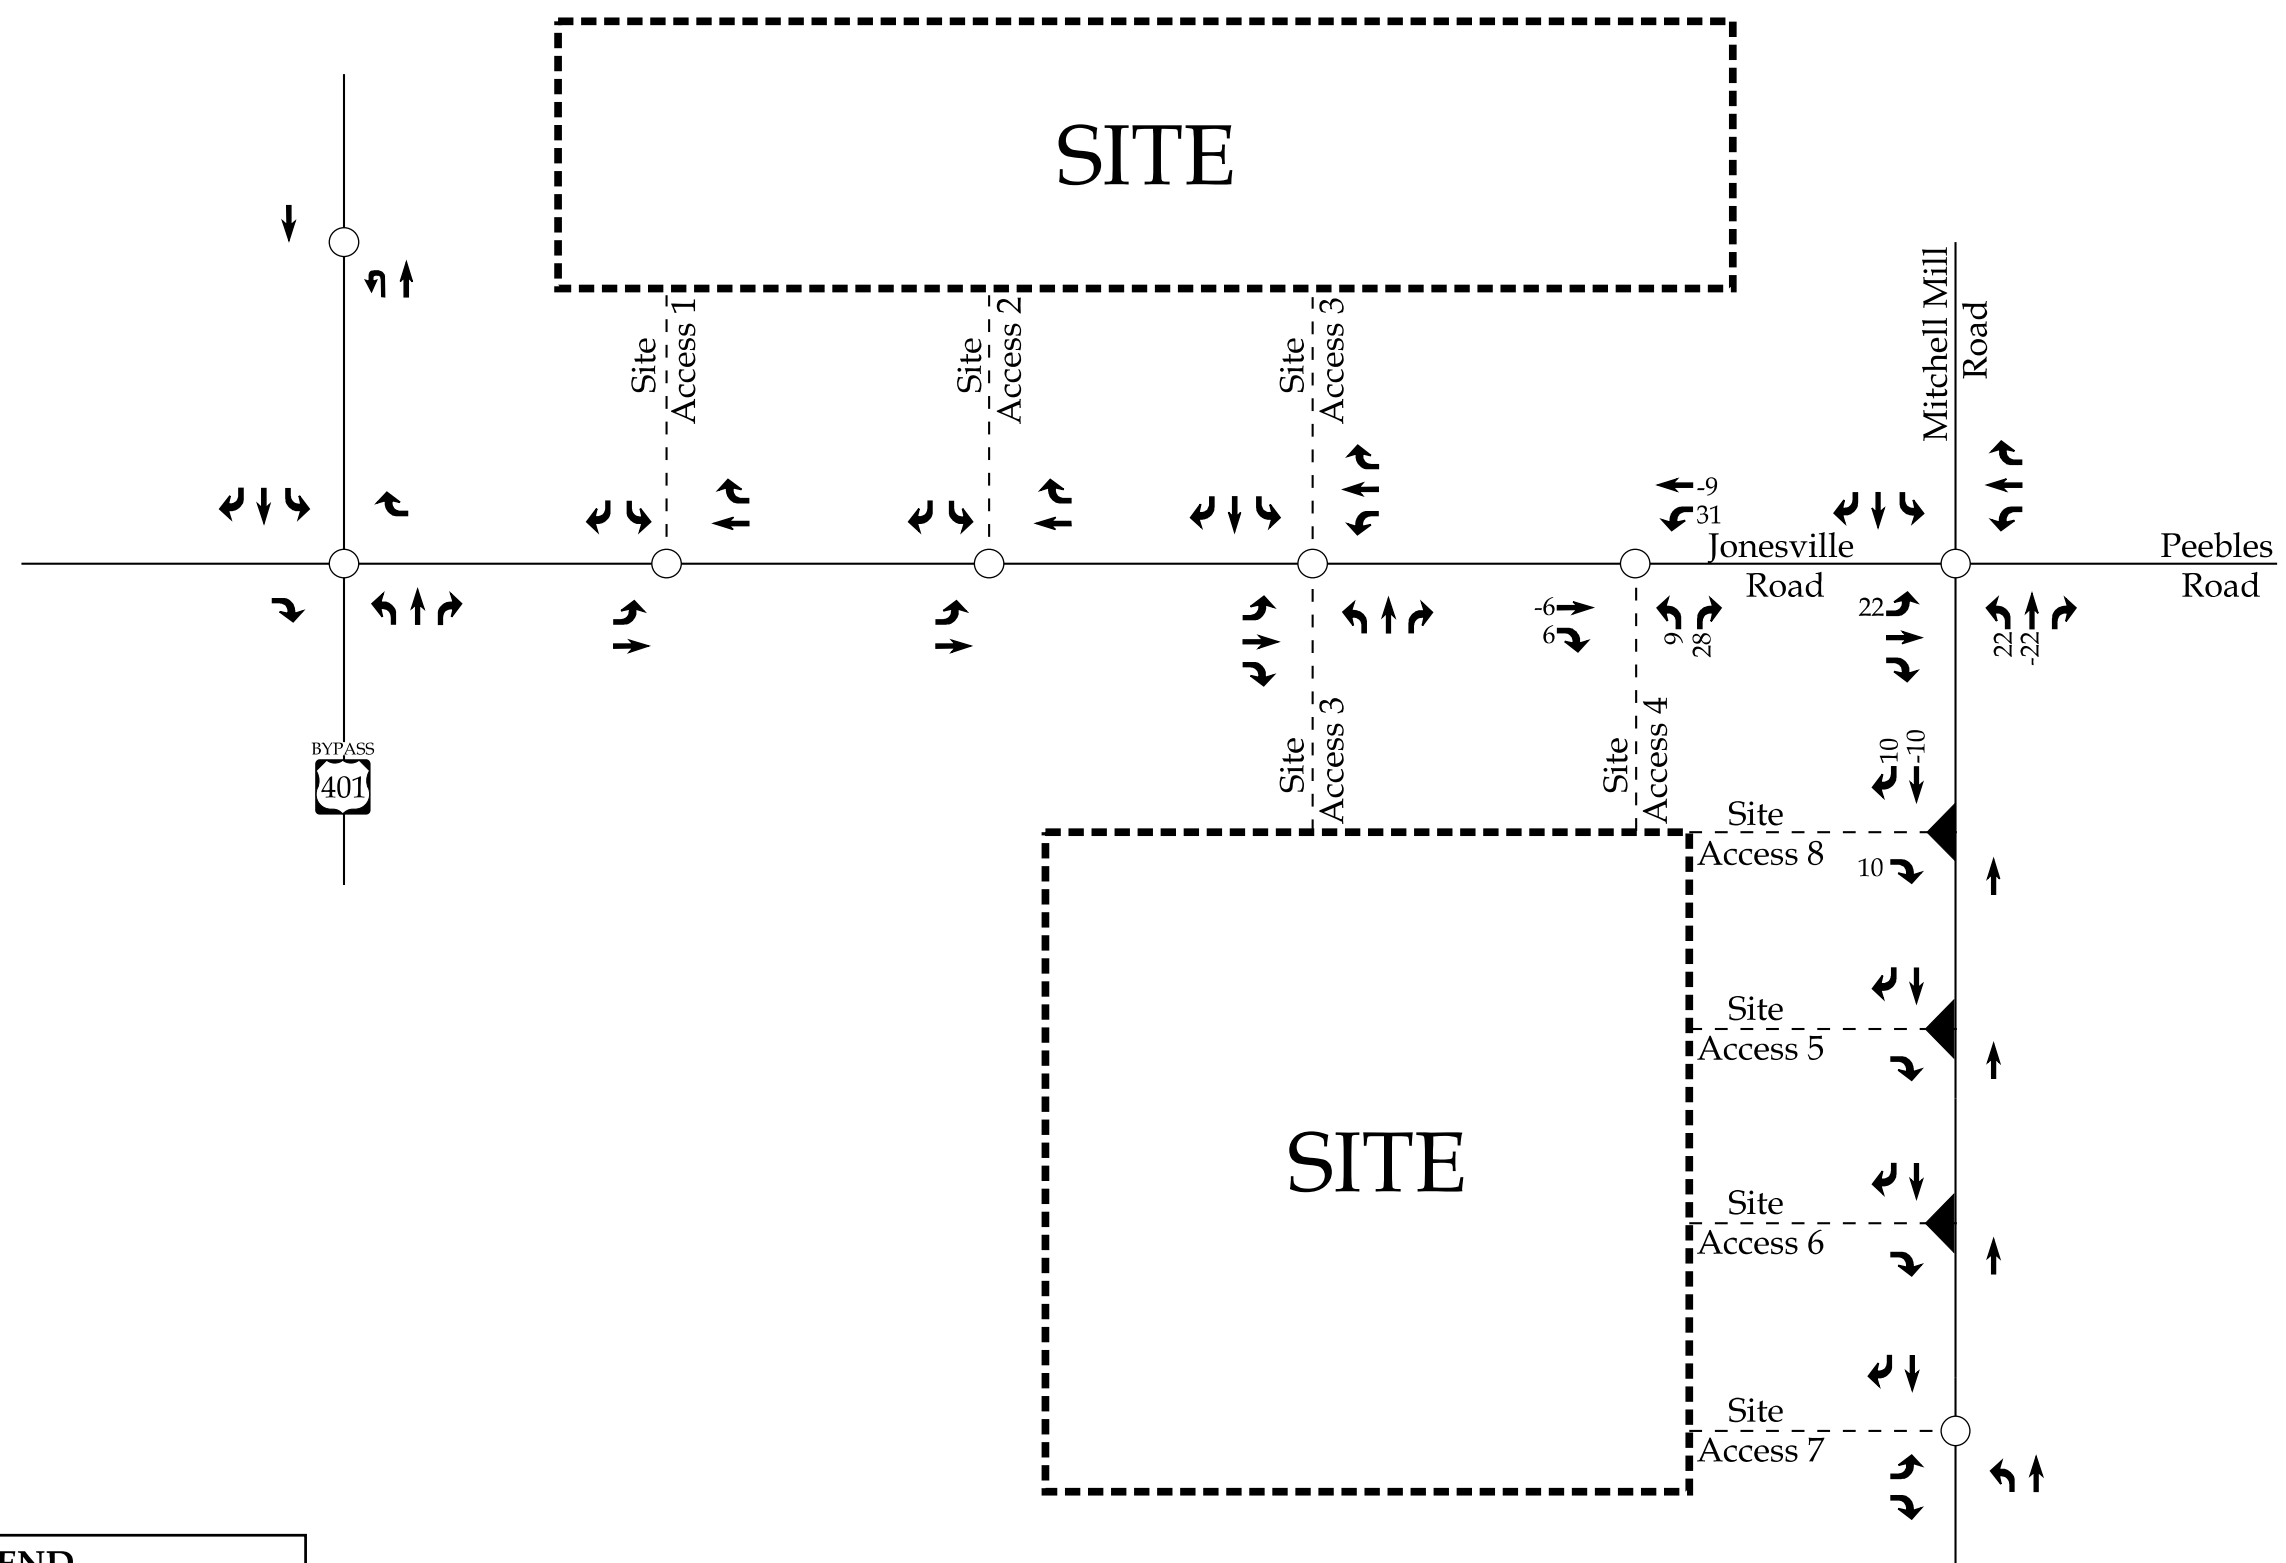 SITE
Mitchell Mill
Road
Site
Access 1
Site
Access 2
Site
Access 3
-9
31
Jonesville
Road
Peebles
Road
-6
6
9
28
22
22
-22
BYPASS
401
Site
Access 3
Site
Access 4
10
-10
Site
Access 8
10
Site
Access 5
SITE
Site
Access 6
Site
Access 7
END